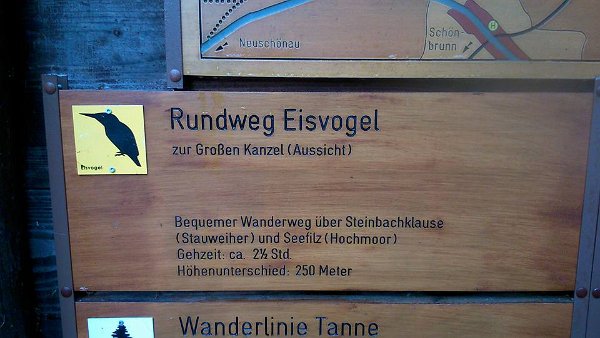 Neuschönau
Schön-
brunn
H
Rundweg Eisvogel
zur Großen Kanzel (Aussicht)
Eisvogel
Bequemer Wanderweg über Steinbachklause
(Stauweiher) und Seefilz (Hochmoor)
Gehzeit: ca. 2½ Std.
Höhenunterschied: 250 Meter
Wanderlinie Tanne